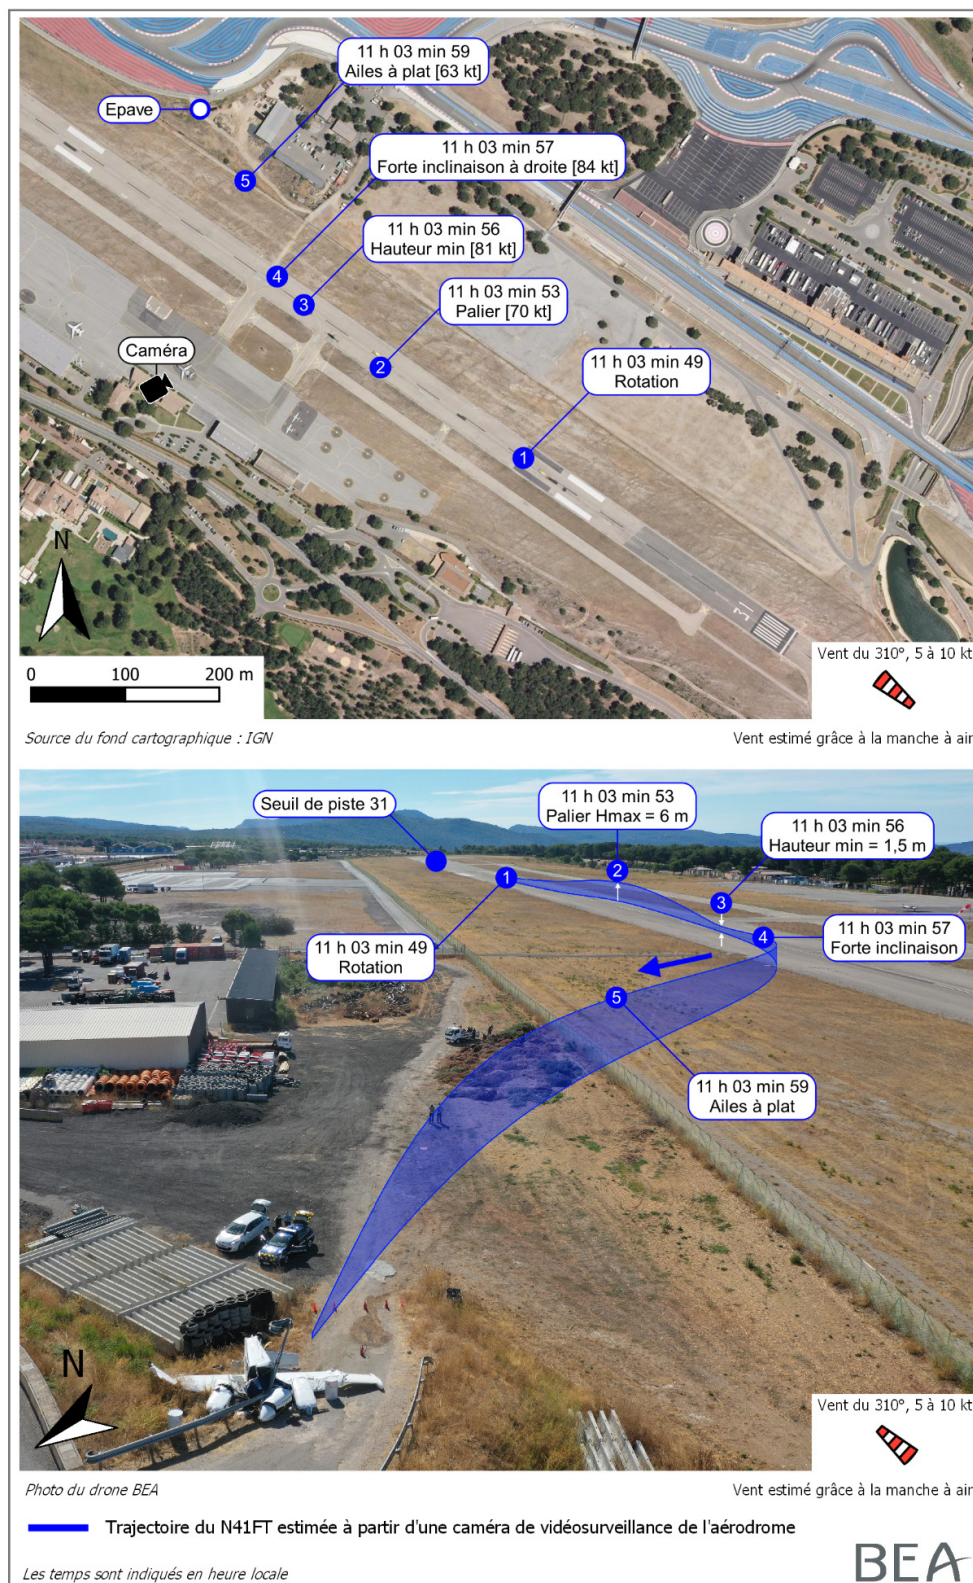 11 h 03 min 59
Ailes à plat [63 kt]
Epave
11 h 03 min 57
Forte inclinaison à droite [84 kt]
5
11 h 03 min 56
Hauteur min [81 kt]
4
3
11 h 03 min 53
Palier [70 kt]
Caméra
2
11 h 03 min 49
Rotation
1
N
0 100 200 m
Vent du 310°, 5 à 10 kt
Source du fond cartographique : IGN
Vent estimé grâce à la manche à air
Seuil de piste 31
11 h 03 min 53
Palier Hmax = 6 m
11 h 03 min 56
Hauteur min = 1,5 m
1
2
3
4
11 h 03 min 49
Rotation
11 h 03 min 57
Forte inclinaison
5
11 h 03 min 59
Ailes à plat
N
Vent du 310°, 5 à 10 kt
Photo du drone BEA
Vent estimé grâce à la manche à air
Trajectoire du N41FT estimée à partir d'une caméra de vidéosurveillance de l'aérodrome
Les temps sont indiqués en heure locale
BEA